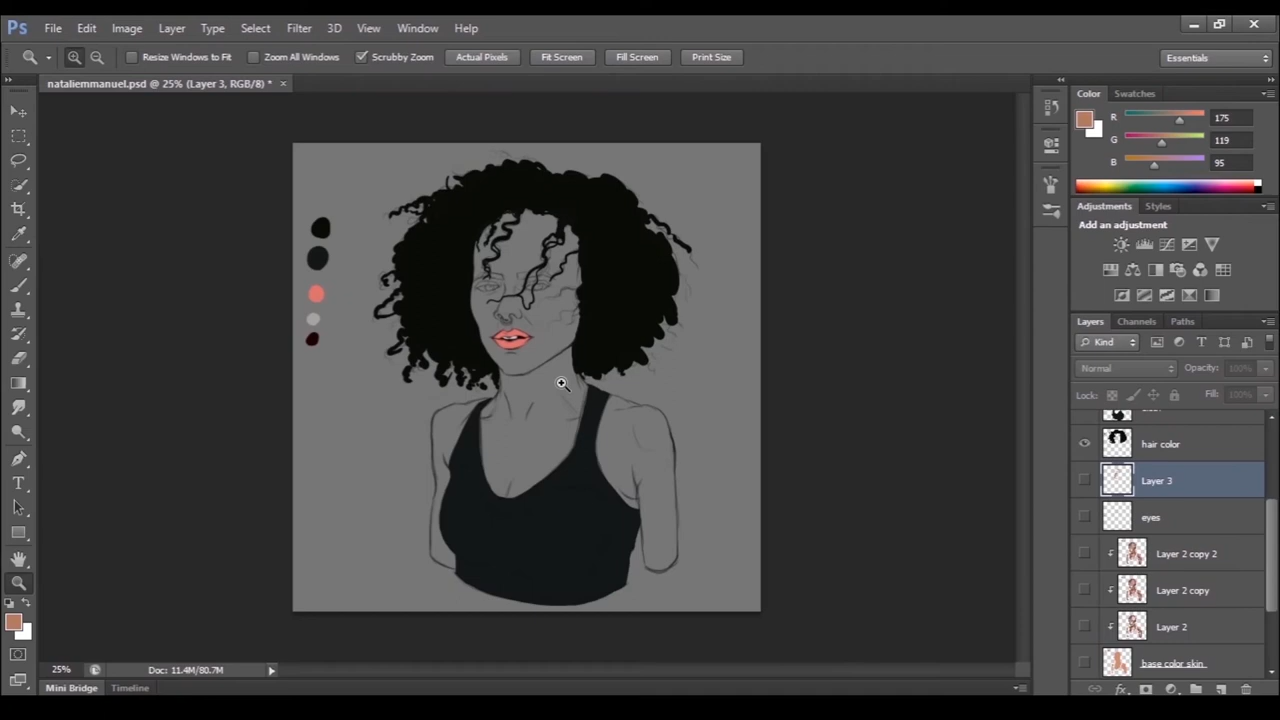 Ps File Edit Image Layer Type Select Filter 3D View Window Help
Resize Windows to Fit Zoom All Windows Scrubby Zoom Actual Pixels Fit Screen Fill Screen Print Size Essentials
nataliemmanuel.psd @ 25% (Layer 3, RGB/8) *
Color Swatches
R 175
G 119
B 95
Adjustments Styles
Add an adjustment
Layers Channels Paths
Kind
Normal Opacity: 100%
Lock: Fill: 100%
hair color
Layer 3
eyes
Layer 2 copy 2
Layer 2 copy
Layer 2
base color skin
25% Doc: 11.4M/80.7M
Mini Bridge Timeline